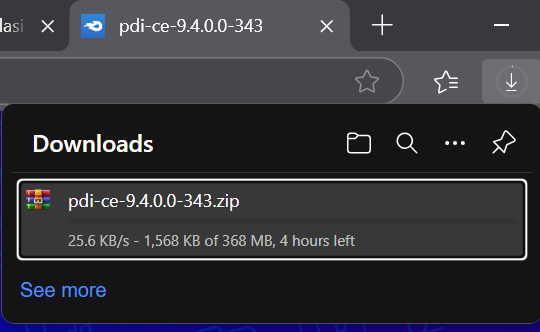 lasi
pdi-ce-9.4.0.0-343
Downloads
pdi-ce-9.4.0.0-343.zip
25.6 KB/s - 1,568 KB of 368 MB, 4 hours left
See more